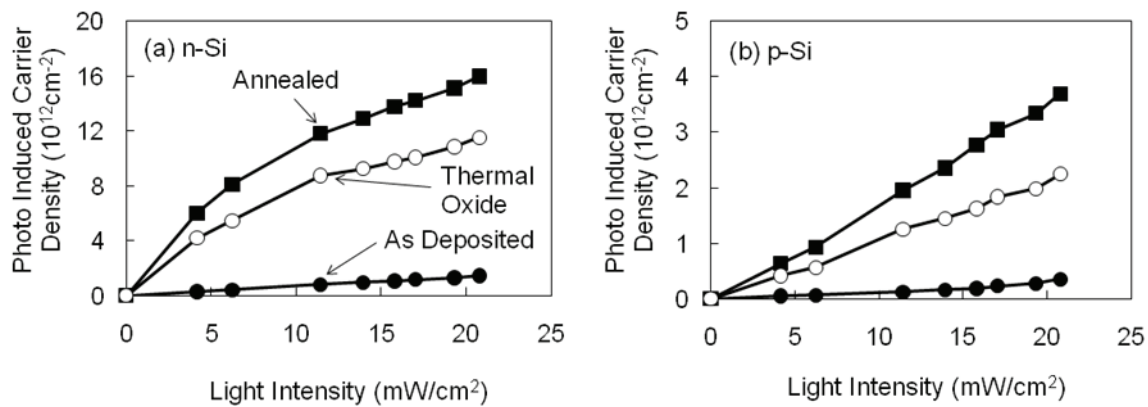 (a) n-Si
Annealed
Thermal
Oxide
As Deposited
Photo Induced Carrier
Density (10¹²cm⁻²)
20
16
12
8
4
0
0 5 10 15 20 25
Light Intensity (mW/cm²)
(b) p-Si
Photo Induced Carrier
Density (10¹²cm⁻²)
5
4
3
2
1
0
0 5 10 15 20 25
Light Intensity (mW/cm²)